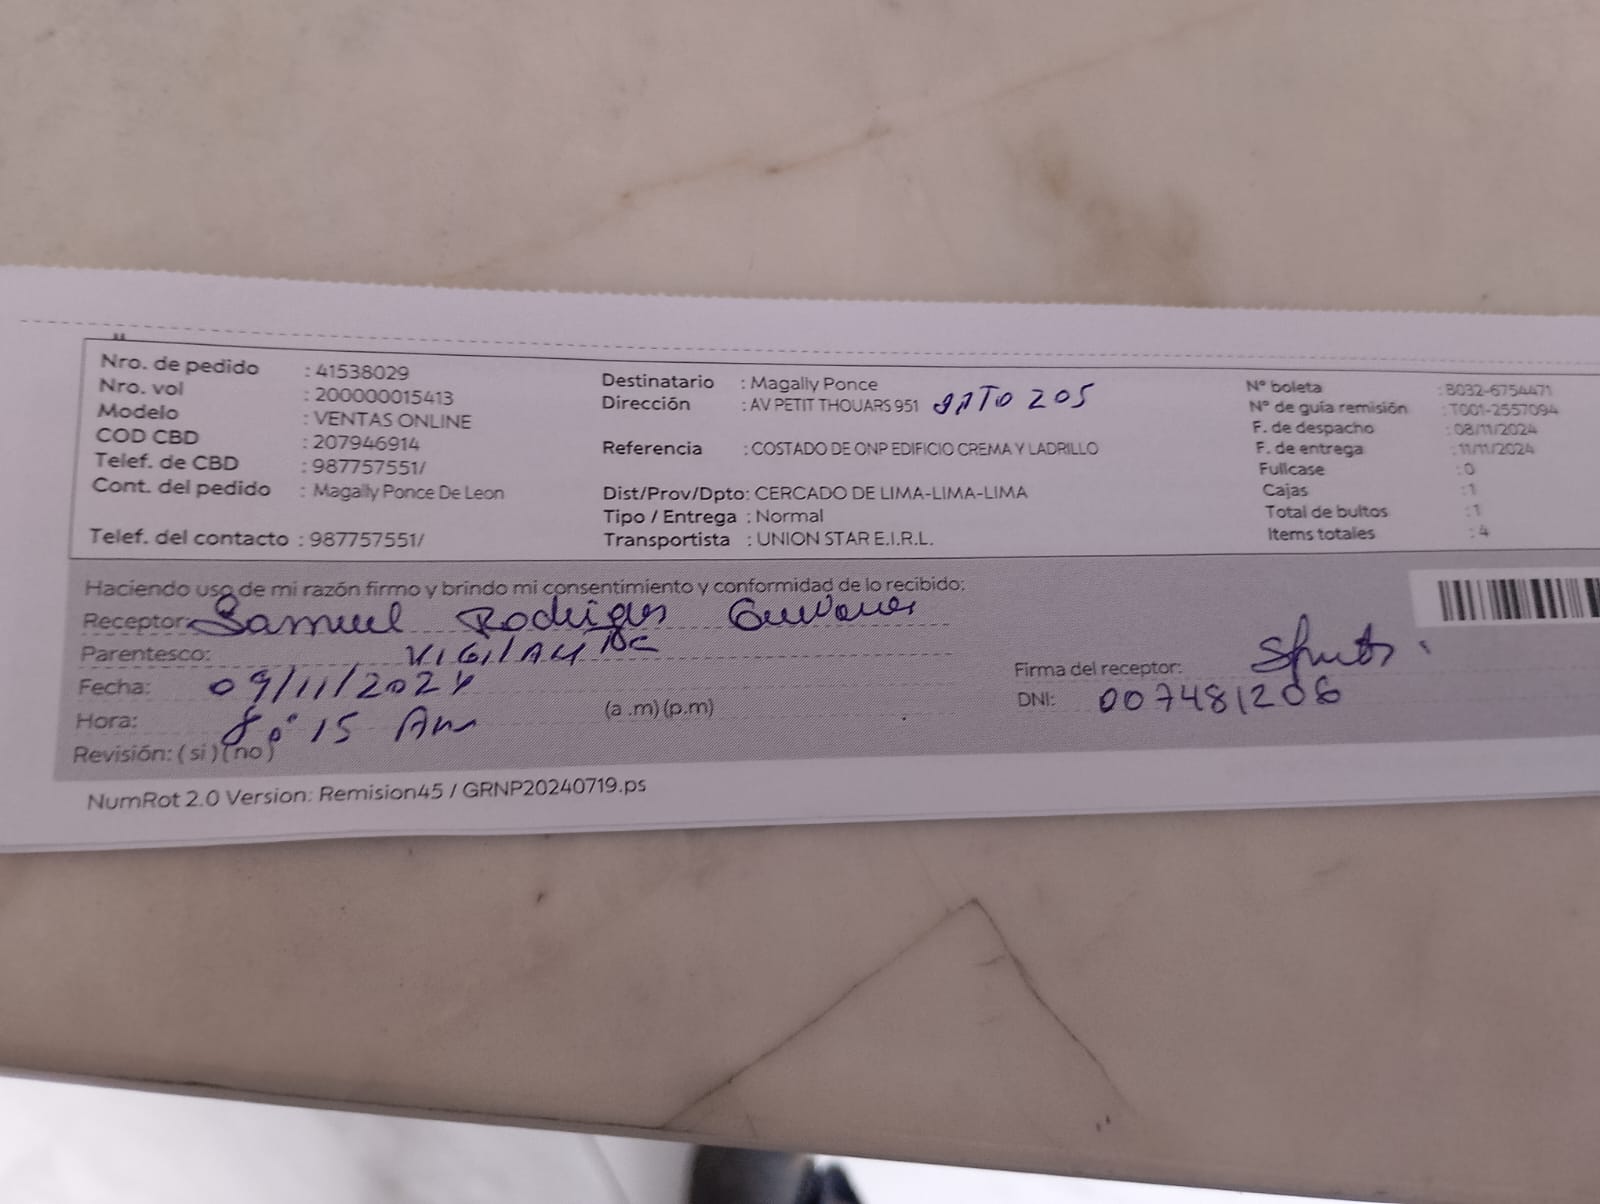 Nro. de pedido : 41538029
Nro. vol : 200000015413
Modelo : VENTAS ONLINE
COD CBD : 207946914
Telef. de CBD : 987757551/
Cont. del pedido : Magally Ponce De Leon
Telef. del contacto : 987757551/
Destinatario : Magally Ponce
Dirección : AV PETIT THOUARS 951 DPTO 205
Referencia : COSTADO DE ONP EDIFICIO CREMA Y LADRILLO
Dist/Prov/Dpto: CERCADO DE LIMA-LIMA-LIMA
Tipo / Entrega : Normal
Transportista : UNION STAR E.I.R.L.
N° boleta : B032-6754471
N° de guía remisión : T001-2557094
F. de despacho : 08/11/2024
F. de entrega : 11/11/2024
Fullcase : 0
Cajas : 1
Total de bultos : 1
Items totales : 4
Haciendo uso de mi razón firmo y brindo mi consentimiento y conformidad de lo recibido:
Receptor: Samuel
Parentesco: VIGILANTE
Fecha: 09/11/2024
Hora: 8:15 Am (a .m) (p.m)
Revisión: ( si ) ( no )
Firma del receptor:
DNI: 007481206
NumRot 2.0 Version: Remision45 / GRNP20240719.ps